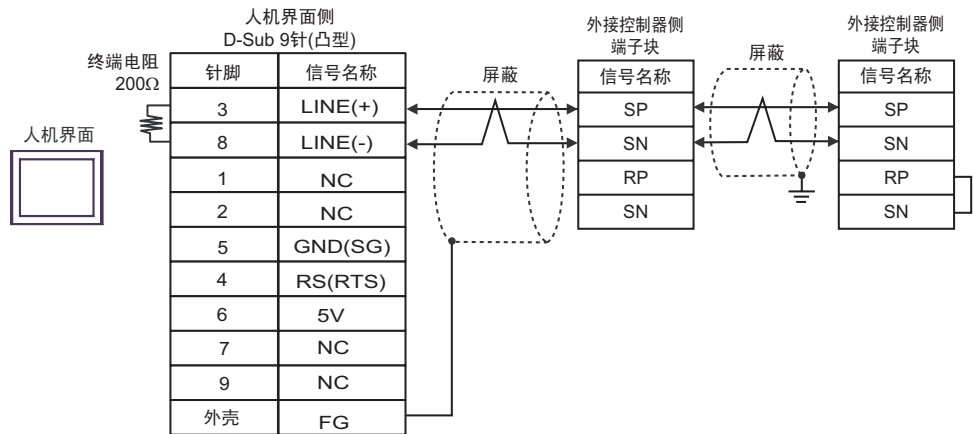 人机界面侧
D-Sub 9针(凸型)
终端电阻
200Ω
人机界面
针脚 信号名称
3 LINE(+)
8 LINE(-)
1 NC
2 NC
5 GND(SG)
4 RS(RTS)
6 5V
7 NC
9 NC
外壳 FG
屏蔽
外接控制器侧
端子块
信号名称
SP
SN
RP
SN
屏蔽
外接控制器侧
端子块
信号名称
SP
SN
RP
SN